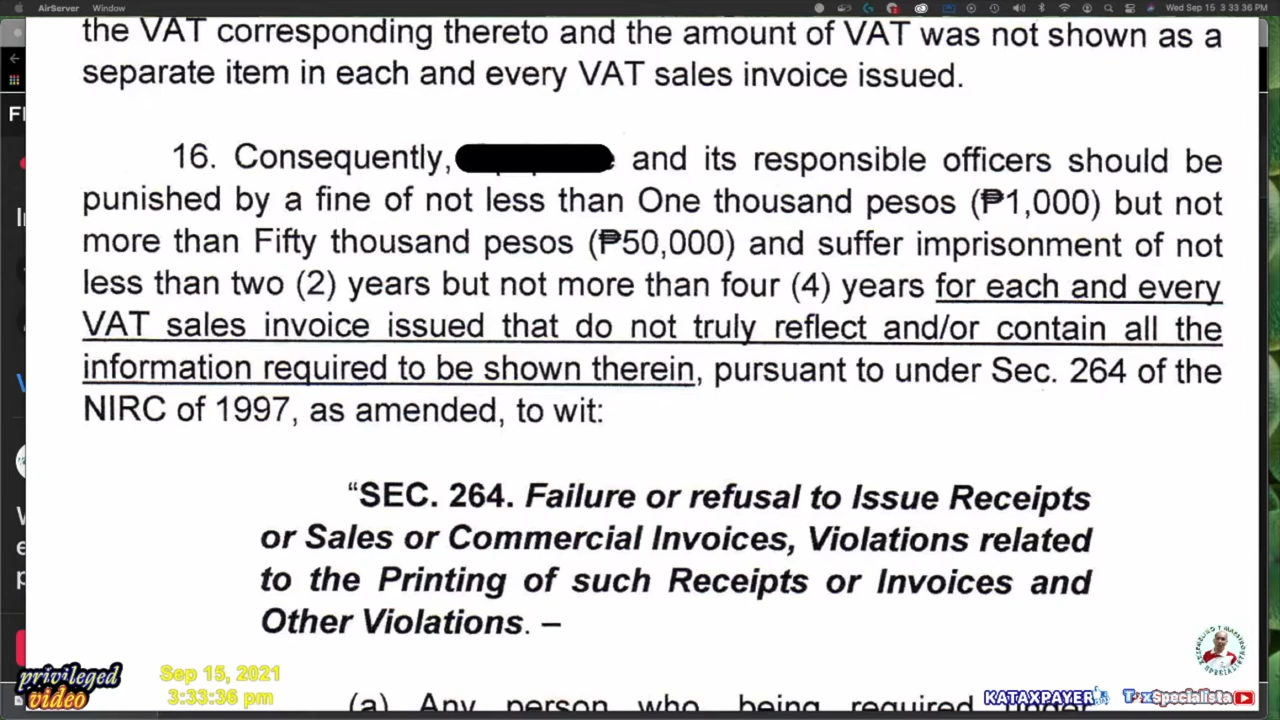 AirServer Window
Wed Sep 15 3:33:36 PM
the VAT corresponding thereto and the amount of VAT was not shown as a
separate item in each and every VAT sales invoice issued.
16. Consequently, and its responsible officers should be
punished by a fine of not less than One thousand pesos (₱1,000) but not
more than Fifty thousand pesos (₱50,000) and suffer imprisonment of not
less than two (2) years but not more than four (4) years for each and every
VAT sales invoice issued that do not truly reflect and/or contain all the
information required to be shown therein, pursuant to under Sec. 264 of the
NIRC of 1997, as amended, to wit:
“SEC. 264. Failure or refusal to Issue Receipts
or Sales or Commercial Invoices, Violations related
to the Printing of such Receipts or Invoices and
Other Violations. –
(a) Any person who being required under
privileged
video
Sep 15, 2021
3:33:36 pm
KATAXPAYER
TaxSpecialista